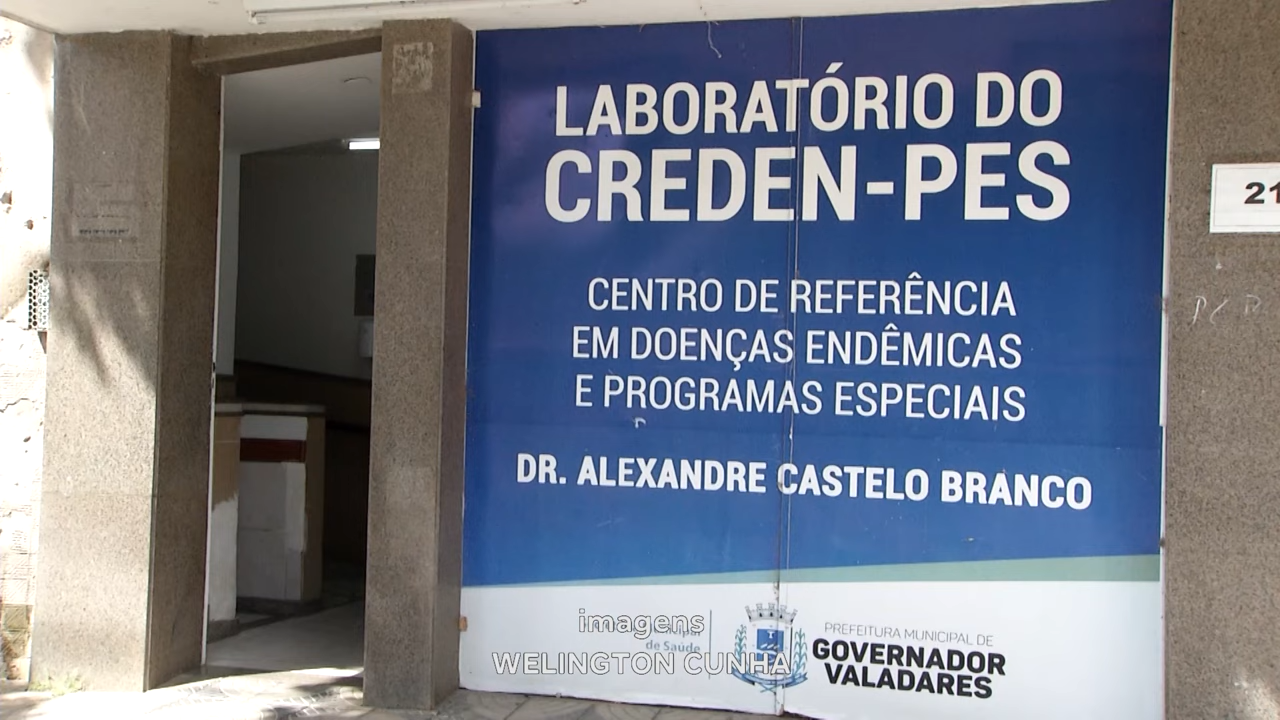 LABORATÓRIO DO
CREDEN-PES
CENTRO DE REFERÊNCIA
EM DOENÇAS ENDÊMICAS
E PROGRAMAS ESPECIAIS
DR. ALEXANDRE CASTELO BRANCO
21
de Saúde
PREFEITURA MUNICIPAL DE
GOVERNADOR
VALADARES
imagens
WELINGTON CUNHA